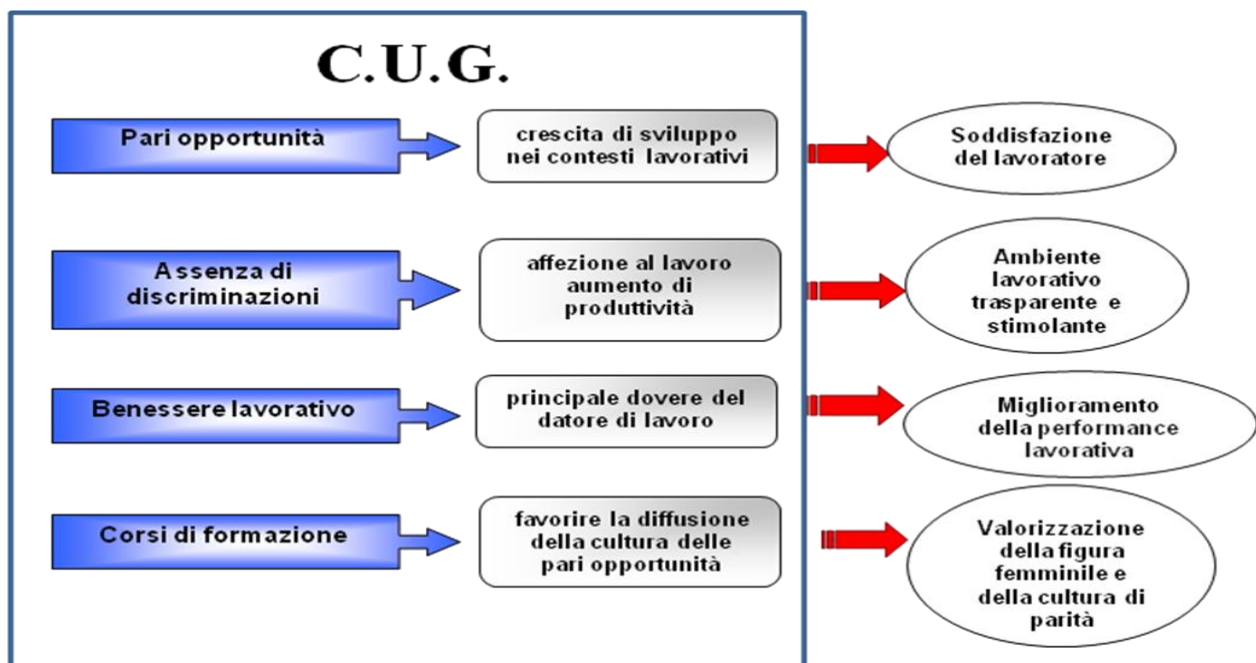 C.U.G.
Pari opportunità
crescita di sviluppo
nei contesti lavorativi
Soddisfazione
del lavoratore
Assenza di
discriminazioni
affezione al lavoro
aumento di
produttività
Ambiente
lavorativo
trasparente e
stimolante
Benessere lavorativo
principale dovere del
datore di lavoro
Miglioramento
della performance
lavorativa
Corsi di formazione
favorire la diffusione
della cultura delle
pari opportunità
Valorizzazione
della figura
femminile e
della cultura di
parità